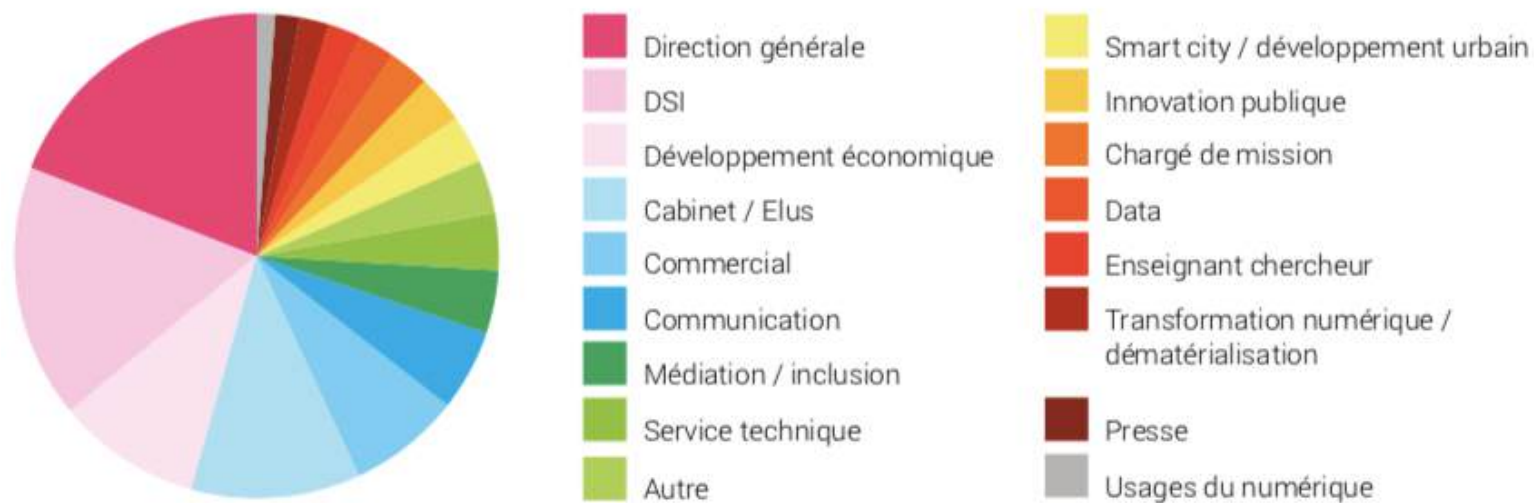 Direction générale
DSI
Développement économique
Cabinet / Elus
Commercial
Communication
Médiation / inclusion
Service technique
Autre
Smart city / développement urbain
Innovation publique
Chargé de mission
Data
Enseignant chercheur
Transformation numérique /
dématérialisation
Presse
Usages du numérique